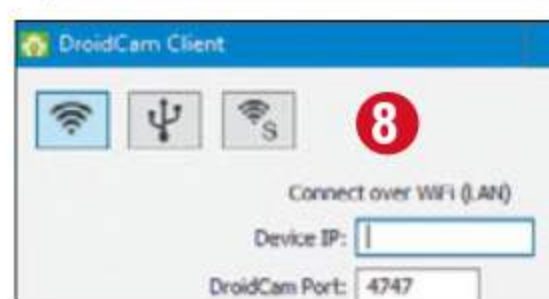 DroidCam Client
S
8
Connect over WiFi (LAN)
Device IP:
DroidCam Port: 4747